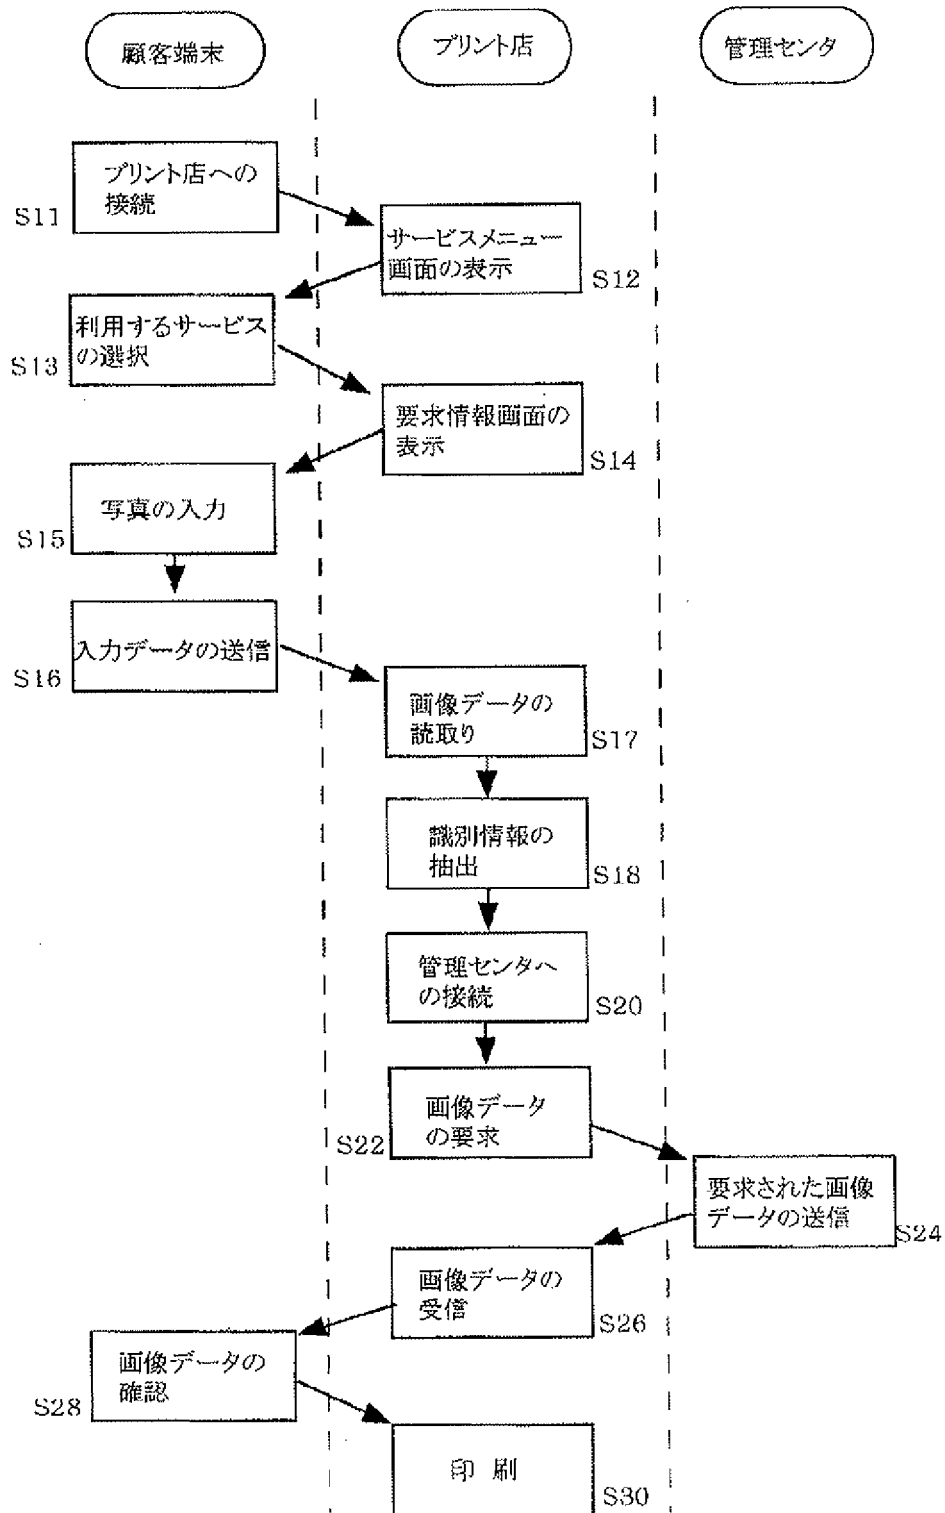 顧客端末
プリント店
管理センタ
プリント店への
接続
S11
サービスメニュー
画面の表示
S12
利用するサービス
の選択
S13
要求情報画面の
表示
S14
写真の入力
S15
入力データの送信
S16
画像データの
読取り
S17
識別情報の
抽出
S18
管理センタへ
の接続
S20
画像データ
の要求
S22
要求された画像
データの送信
S24
画像データの
受信
S26
画像データの
確認
S28
印 刷
S30